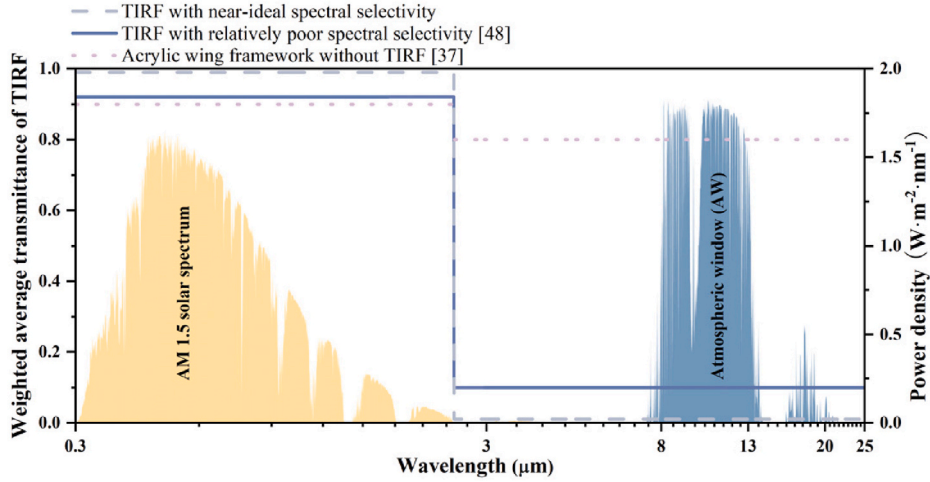 TIRF with near-ideal spectral selectivity
TIRF with relatively poor spectral selectivity [48]
Acrylic wing framework without TIRF [37]
Weighted average transmittance of TIRF
1.0
0.8
0.6
0.4
0.2
0.0
AM 1.5 solar spectrum
Atmospheric window (AW)
2.0
1.5
1.0
0.5
0.0
Power density (W·m⁻²·nm⁻¹)
0.3
3
8
13
20
25
Wavelength (μm)